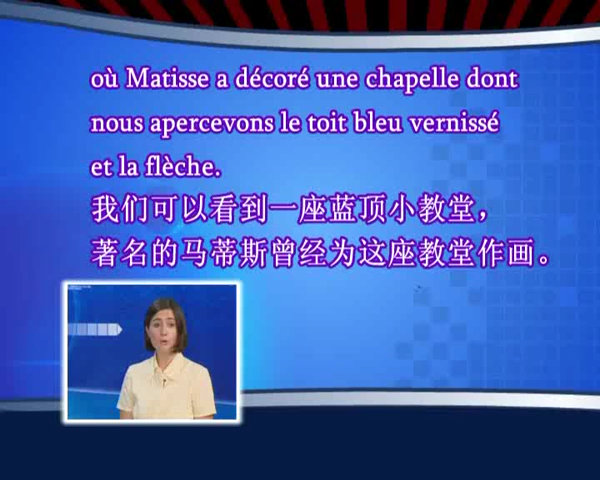 où Matisse a décoré une chapelle dont
nous apercevons le toit bleu vernissé
et la flèche.
我们可以看到一座蓝顶小教堂，
著名的马蒂斯曾经为这座教堂作画。